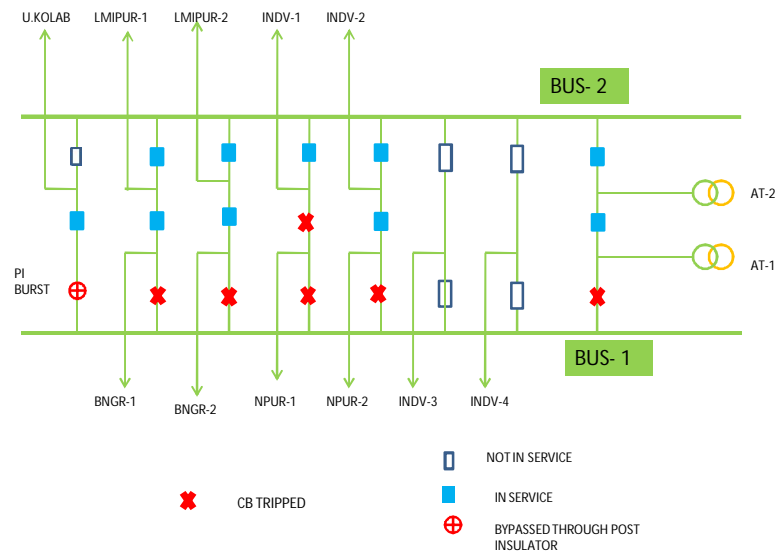 U.KOLAB LMIPUR-1 LMIPUR-2 INDV-1 INDV-2
BUS- 2
AT-2
AT-1
PI
BURST
BUS- 1
BNGR-1 BNGR-2 NPUR-1 NPUR-2 INDV-3 INDV-4
NOT IN SERVICE
CB TRIPPED
IN SERVICE
BYPASSED THROUGH POST
INSULATOR